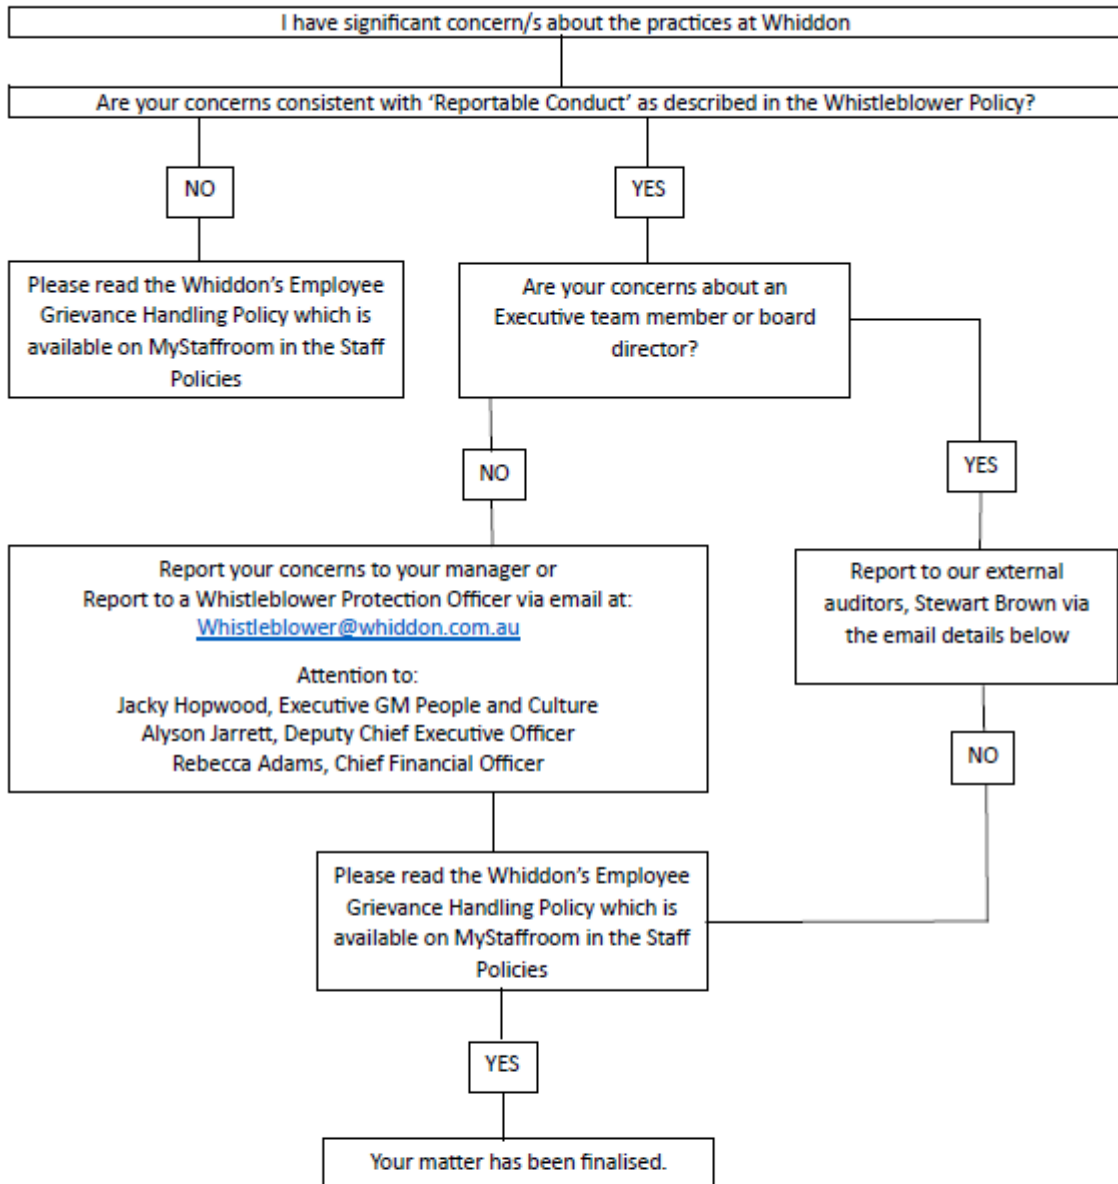 I have significant concern/s about the practices at Whiddon
Are your concerns consistent with ‘Reportable Conduct’ as described in the Whistleblower Policy?
NO
YES
Please read the Whiddon’s Employee
Grievance Handling Policy which is
available on MyStaffroom in the Staff
Policies
Are your concerns about an
Executive team member or board
director?
NO
YES
Report your concerns to your manager or
Report to a Whistleblower Protection Officer via email at:
Whistleblower@whiddon.com.au
Attention to:
Jacky Hopwood, Executive GM People and Culture
Alyson Jarrett, Deputy Chief Executive Officer
Rebecca Adams, Chief Financial Officer
Report to our external
auditors, Stewart Brown via
the email details below
NO
Please read the Whiddon’s Employee
Grievance Handling Policy which is
available on MyStaffroom in the Staff
Policies
YES
Your matter has been finalised.